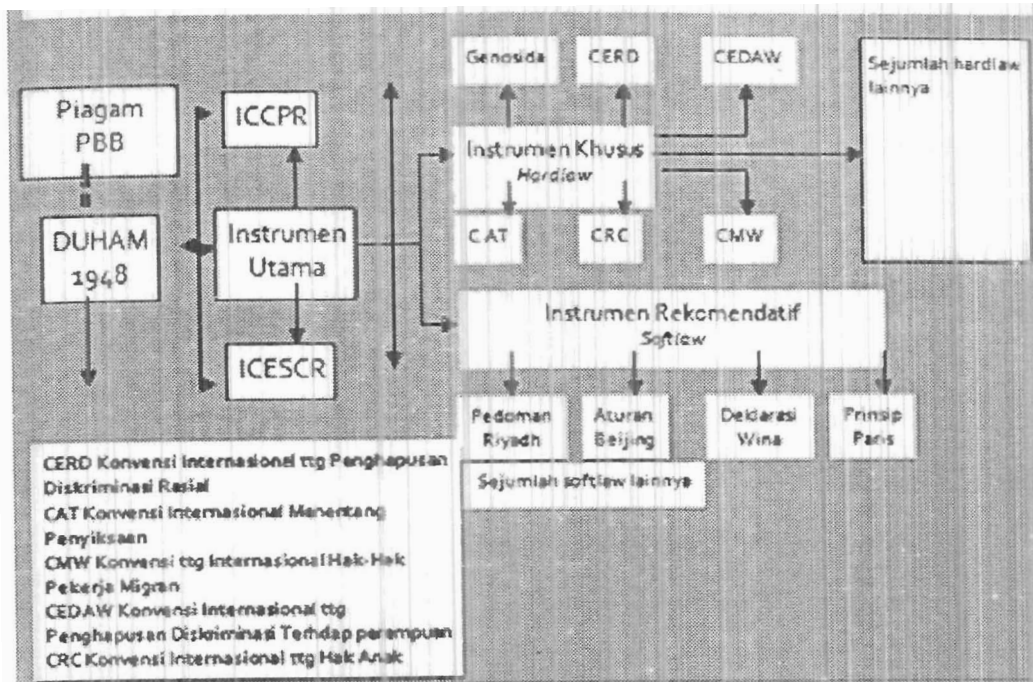 Piagam
PBB
DUHAM
1948
ICCPR
Instrumen
Utama
ICESCR
Genosida
CERD
CEDAW
Instrumen Khusus
Hardlaw
CAT
CRC
CMW
Sejumlah hardlaw
lainnya
Instrumen Rekomendatif
Softlaw
Pedoman
Riyadh
Aturan
Beijing
Deklarasi
Wina
Prinsip
Paris
Sejumlah softlaw lainnya
CERD Konvensi Internasional ttg Penghapusan
Diskriminasi Rasial
CAT Konvensi Internasional Menentang
Penyiksaan
CMW Konvensi ttg Internasional Hak-Hak
Pekerja Migran
CEDAW Konvensi Internasional ttg
Penghapusan Diskriminasi Terhdap perampuan
CRC Konvensi Internasional ttg Hak Anak